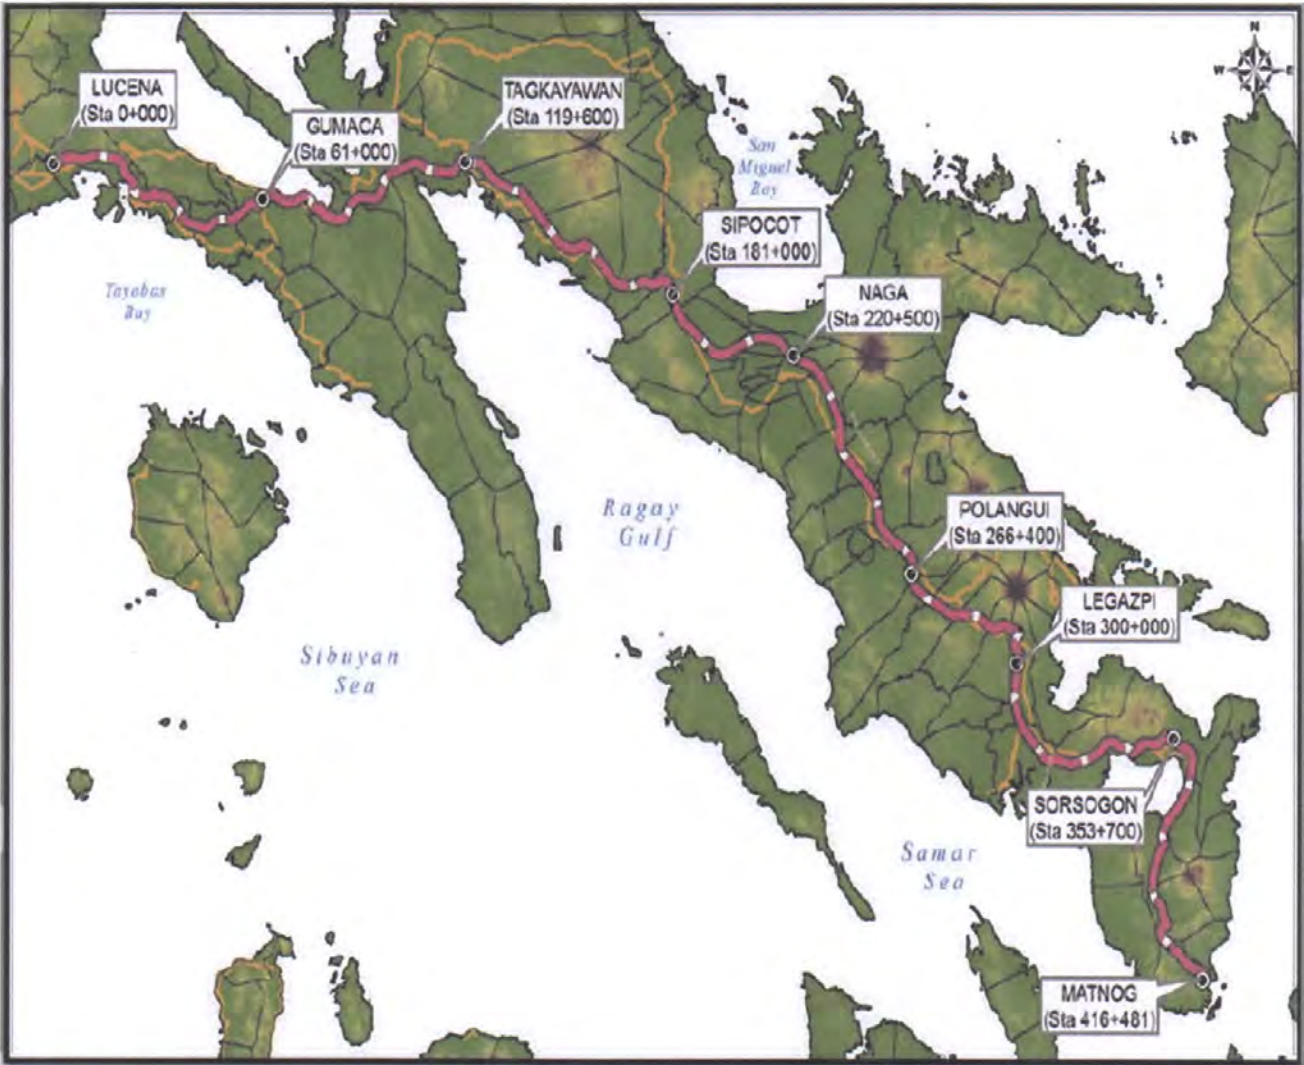 N
W E
LUCENA
(Sta 0+000)
TAGKAYAWAN
(Sta 119+600)
GUMACA
(Sta 61+000)
San
Miguel
Bay
SIPOCOT
(Sta 181+000)
Tayabas
Bay
NAGA
(Sta 220+500)
Ragay
Gulf
POLANGUI
(Sta 266+400)
LEGAZPI
(Sta 300+000)
Sibuyan
Sea
SORSOGON
(Sta 353+700)
Samar
Sea
MATNOG
(Sta 416+481)